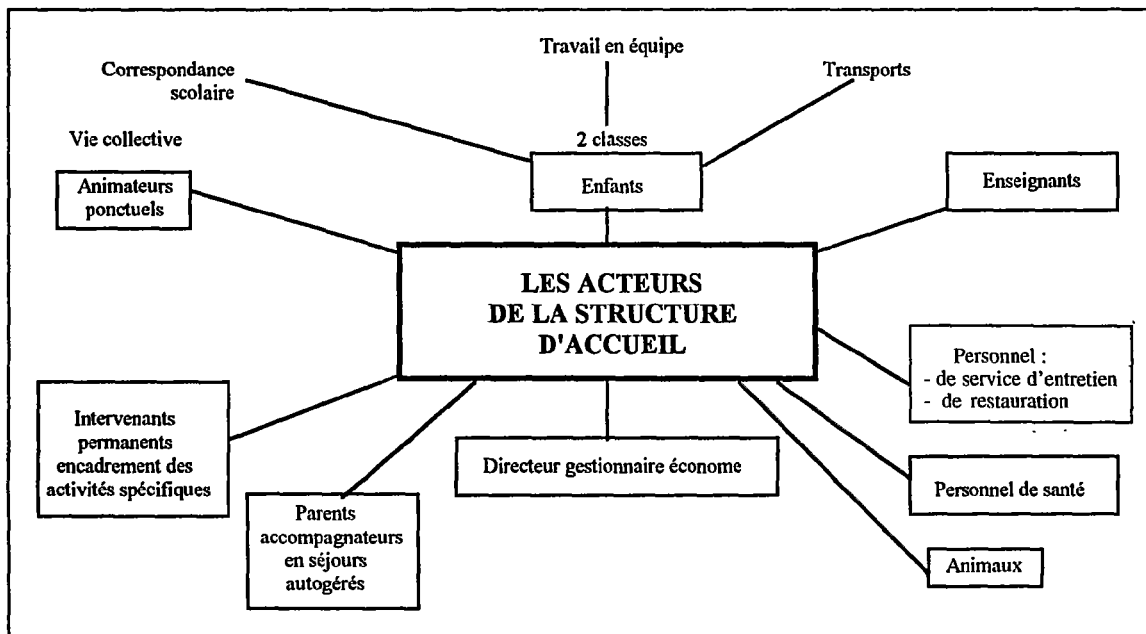 Travail en équipe
Correspondance
scolaire
Transports
Vie collective
2 classes
Enfants
Animateurs
ponctuels
Enseignants
LES ACTEURS
DE LA STRUCTURE
D'ACCUEIL
Personnel :
- de service d'entretien
- de restauration
Intervenants
permanents
encadrement des
activités spécifiques
Directeur gestionnaire économe
Personnel de santé
Parents
accompagnateurs
en séjours
autogérés
Animaux